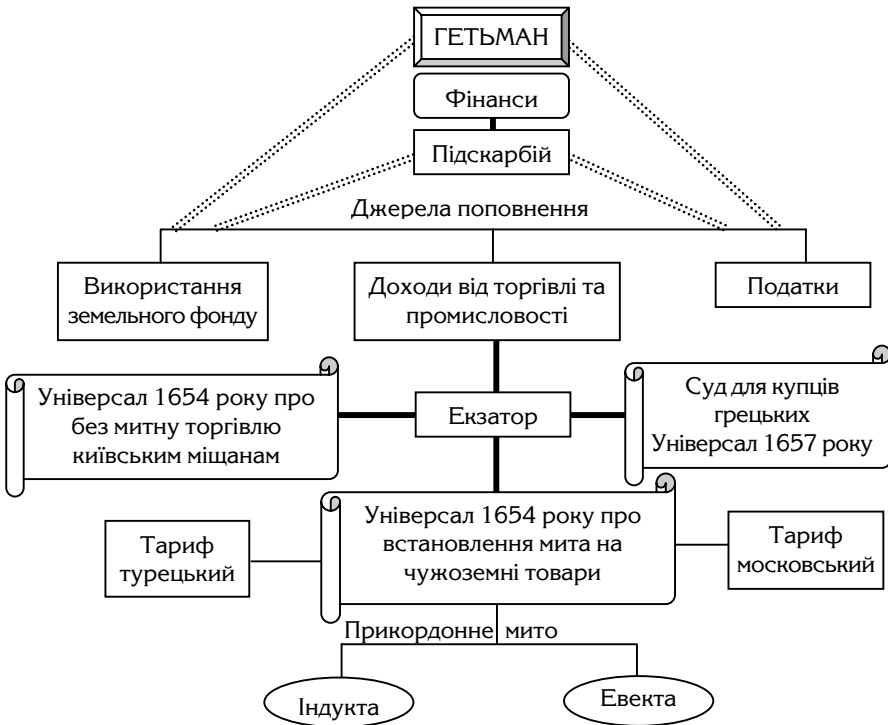 ГЕТЬМАН
Фінанси
Підскарбій
Джерела поповнення
Використання
земельного фонду
Доходи від торгівлі та
промисловості
Податки
Універсал 1654 року про
без митну торгівлю
київським міщанам
Екзатор
Суд для купців
грецьких
Універсал 1657 року
Тариф
турецький
Універсал 1654 року про
встановлення мита на
чужоземні товари
Тариф
московський
Прикордонне мито
Індукта
Евекта